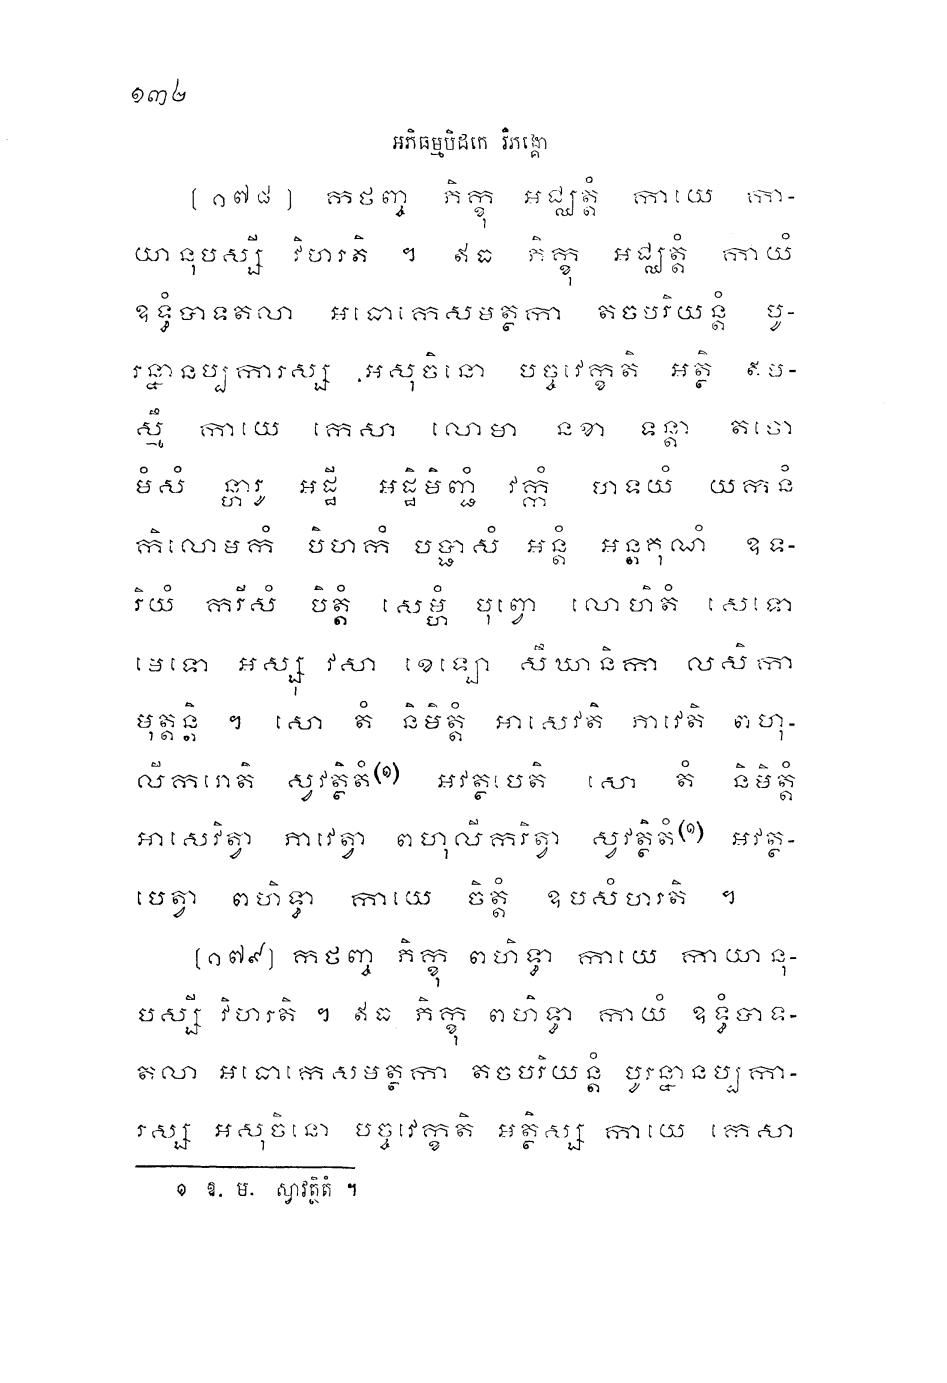 ១៣៤
អភិធម្មបិដកេ វិភង្គោ
[១៧៨] កថញ្ច ភិក្ខុ អជ្ឈត្តំ កាយេ កា-
យានុបស្សី វិហរតិ ។ ឥធ ភិក្ខុ អជ្ឈត្តំ កាយំ
ឧទ្ធំបាទតលា អធោកេសមត្ថកា តចបរិយន្តំ បូ-
រន្នានប្បការស្ស អសុចិនោ បច្ចវេក្ខតិ អត្ថិ ឥម-
ស្មឹ កាយេ កេសា លោមា នខា ទន្តា តចោ
មំសំ ន្ហារូ អដ្ឋី អដ្ឋិមិញ្ជំ វក្កំ ហទយំ យកនំ
កិលោមកំ បិហកំ បប្ផាសំ អន្តំ អន្តគុណំ ឧទ-
រិយំ ករីសំ បិត្តំ សេម្ហំ បុព្វោ លោហិតំ សេទោ
មេទោ អស្សុ វសា ខេឡោ សឹឃានិកា លសិកា
មុត្តន្តិ ។ សោ តំ និមិត្តំ អាសេវតិ ភាវេតិ ពហុ-
លីករោតិ ស្វវត្ថិតំ(១) អវត្ថបេតិ សោ តំ និមិត្តំ
អាសេវិត្វា ភាវេត្វា ពហុលីករិត្វា ស្វវត្ថិតំ(១) អវត្ថ-
បេត្វា ពហិទ្ធា កាយេ ចិត្តំ ឧបសំហរតិ ។
[១៧៩] កថញ្ច ភិក្ខុ ពហិទ្ធា កាយេ កាយានុ-
បស្សី វិហរតិ ។ ឥធ ភិក្ខុ ពហិទ្ធា កាយំ ឧទ្ធំបាទ-
តលា អធោកេសមត្ថកា តចបរិយន្តំ បូរន្នានប្បកា-
រស្ស អសុចិនោ បច្ចវេក្ខតិ អត្ថិស្ស កាយេ កេសា
១ ឱ. ម. ស្វាវត្ថិតំ ។